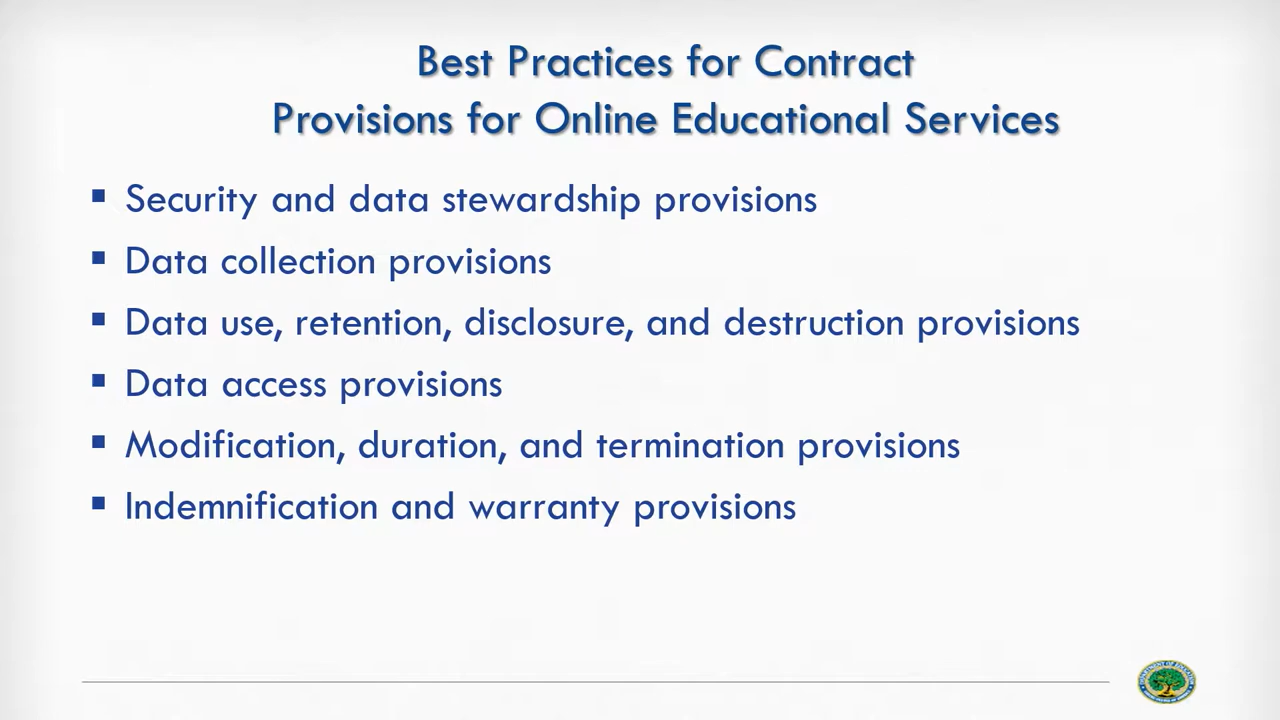 Best Practices for Contract
Provisions for Online Educational Services
▪ Security and data stewardship provisions
▪ Data collection provisions
▪ Data use, retention, disclosure, and destruction provisions
▪ Data access provisions
▪ Modification, duration, and termination provisions
▪ Indemnification and warranty provisions